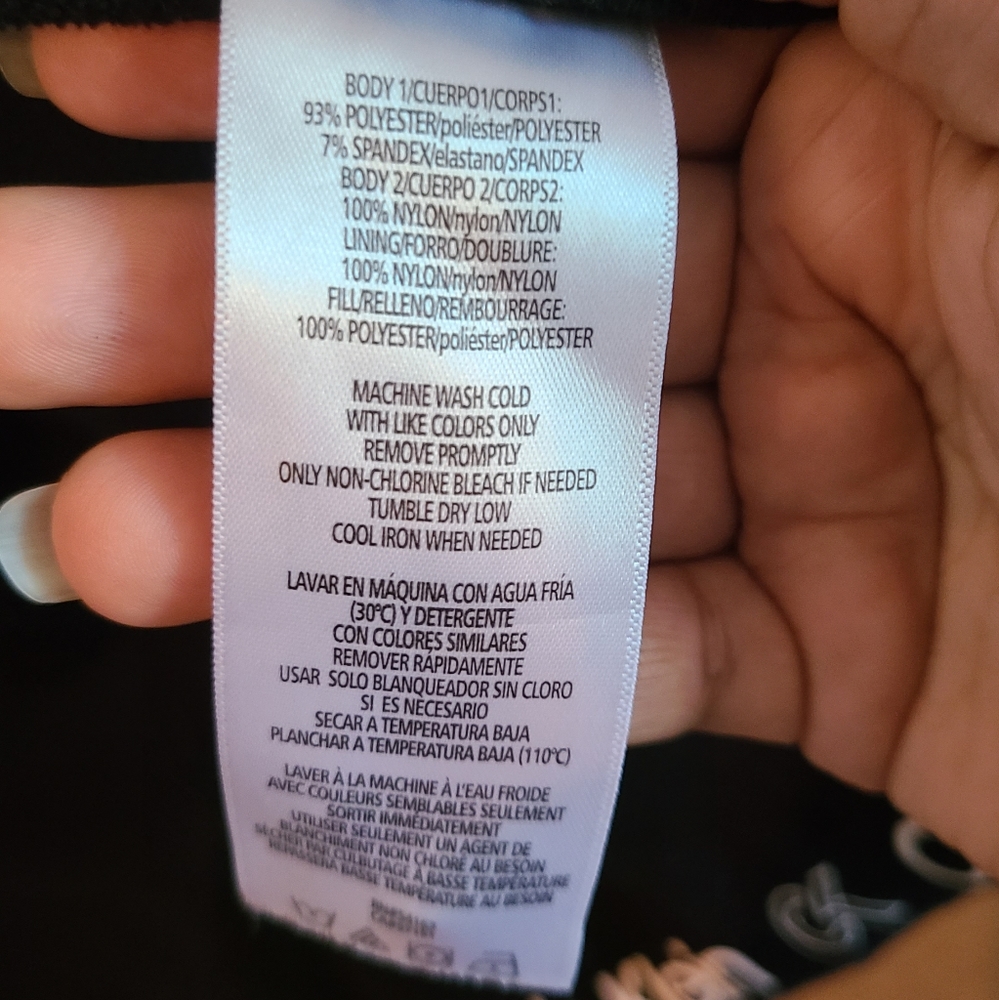 BODY 1/CUERPO1/CORPS1:
93% POLYESTER/poliéster/POLYESTER
7% SPANDEX/elastano/SPANDEX
BODY 2/CUERPO 2/CORPS2:
100% NYLON/nylon/NYLON
LINING/FORRO/DOUBLURE:
100% NYLON/nylon/NYLON
FILL/RELLENO/REMBOURRAGE:
100% POLYESTER/poliéster/POLYESTER
MACHINE WASH COLD
WITH LIKE COLORS ONLY
REMOVE PROMPTLY
ONLY NON-CHLORINE BLEACH IF NEEDED
TUMBLE DRY LOW
COOL IRON WHEN NEEDED
LAVAR EN MÁQUINA CON AGUA FRÍA
(30°C) Y DETERGENTE
CON COLORES SIMILARES
REMOVER RÁPIDAMENTE
USAR SOLO BLANQUEADOR SIN CLORO
SI ES NECESARIO
SECAR A TEMPERATURA BAJA
PLANCHAR A TEMPERATURA BAJA (110°C)
LAVER À LA MACHINE À L'EAU FROIDE
AVEC COULEURS SEMBLABLES SEULEMENT
SORTIR IMMÉDIATEMENT
UTILISER SEULEMENT UN AGENT DE
BLANCHIMENT NON CHLORÉ AU BESOIN
SÉCHER PAR CULBUTAGE À BASSE TEMPÉRATURE
BASSE TEMPÉRATURE AU BESOIN